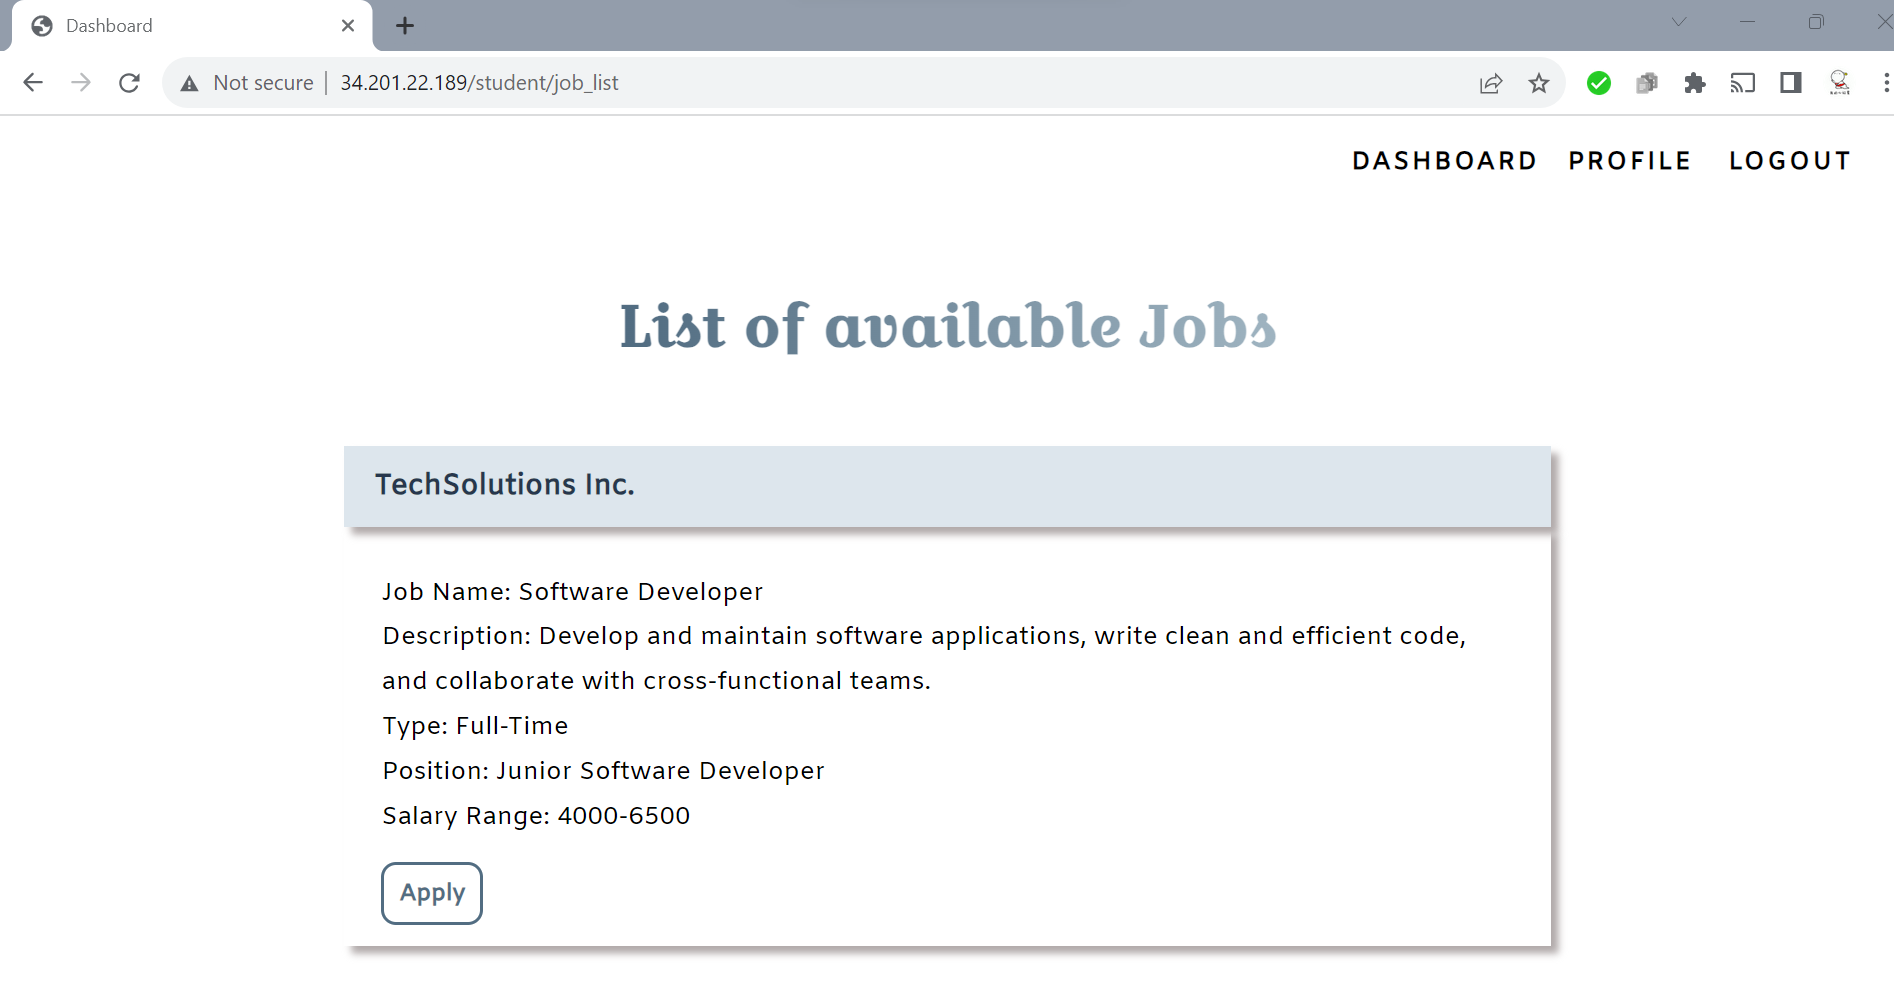 Dashboard
Not secure | 34.201.22.189/student/job_list
DASHBOARD PROFILE LOGOUT
List of available Jobs
TechSolutions Inc.
Job Name: Software Developer
Description: Develop and maintain software applications, write clean and efficient code,
and collaborate with cross-functional teams.
Type: Full-Time
Position: Junior Software Developer
Salary Range: 4000-6500
Apply